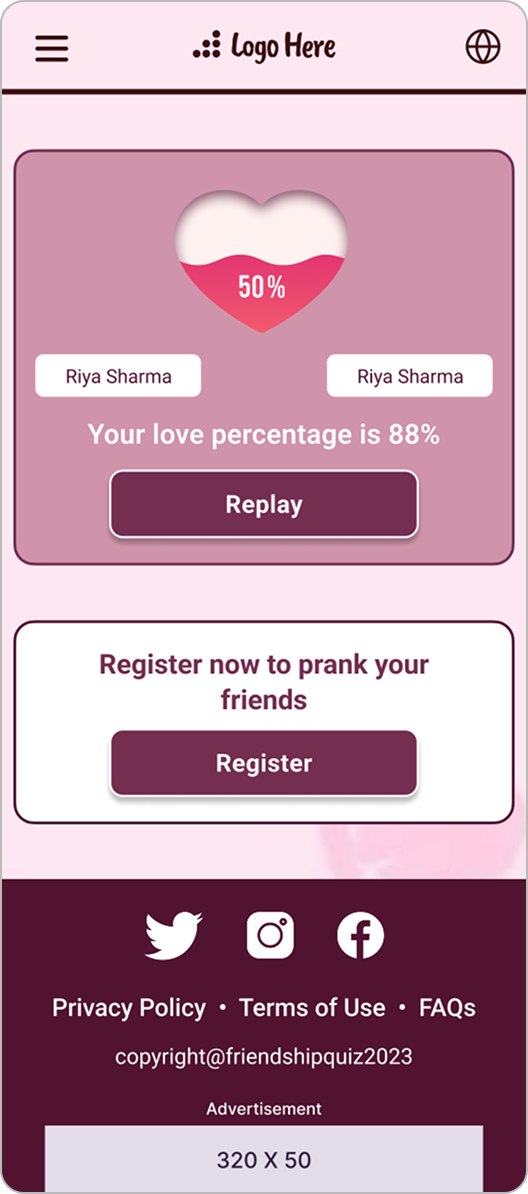 Logo Here
50%
Riya Sharma
Riya Sharma
Your love percentage is 88%
Replay
Register now to prank your
friends
Register
Privacy Policy • Terms of Use • FAQs
copyright@friendshipquiz2023
Advertisement
320 X 50